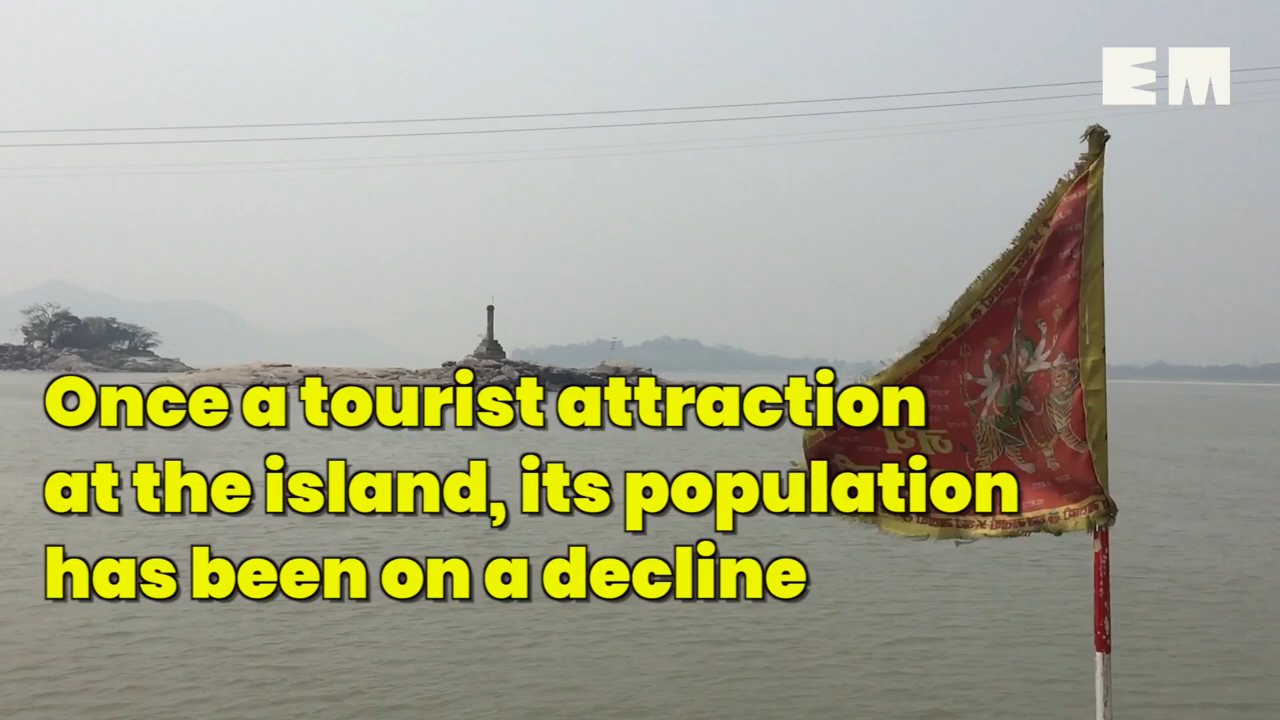 EM
Once a tourist attraction
at the island, its population
has been on a decline